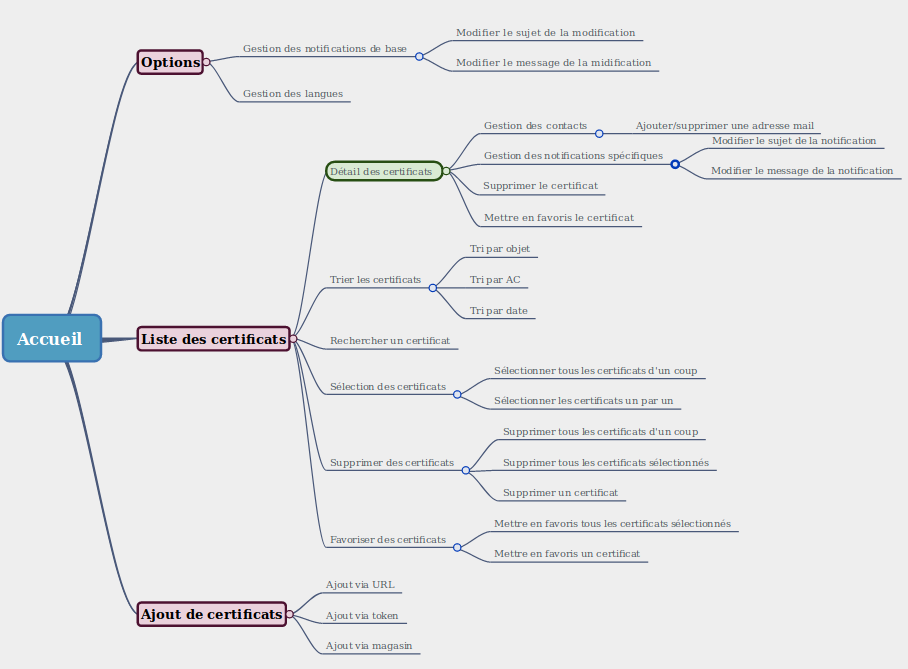 Accueil
Options
Gestion des notifications de base
Modifier le sujet de la modification
Modifier le message de la midification
Gestion des langues
Liste des certificats
Détail des certificats
Gestion des contacts
Ajouter/supprimer une adresse mail
Gestion des notifications spécifiques
Modifier le sujet de la notification
Modifier le message de la notification
Supprimer le certificat
Mettre en favoris le certificat
Trier les certificats
Tri par objet
Tri par AC
Tri par date
Rechercher un certificat
Sélection des certificats
Sélectionner tous les certificats d'un coup
Sélectionner les certificats un par un
Supprimer des certificats
Supprimer tous les certificats d'un coup
Supprimer tous les certificats sélectionnés
Supprimer un certificat
Favoriser des certificats
Mettre en favoris tous les certificats sélectionnés
Mettre en favoris un certificat
Ajout de certificats
Ajout via URL
Ajout via token
Ajout via magasin